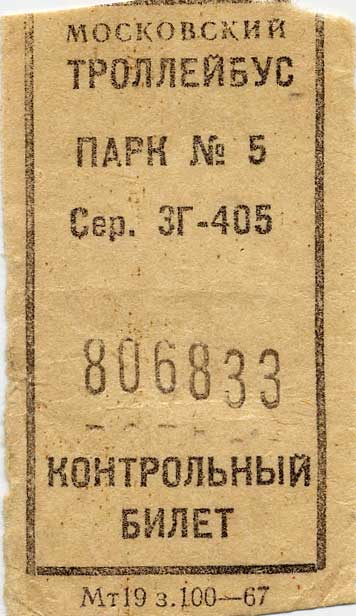 МОСКОВСКИЙ
ТРОЛЛЕЙБУС
ПАРК № 5
Сер. ЗГ-405
806833
КОНТРОЛЬНЫЙ
БИЛЕТ
Мт19 з.100—67